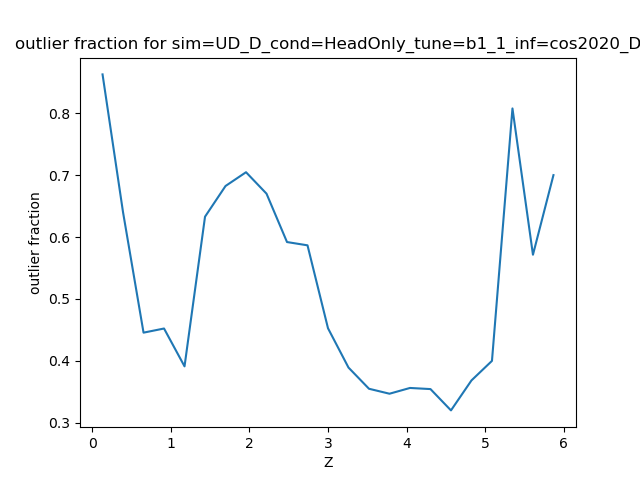 outlier fraction for sim=UD_D_cond=HeadOnly_tune=b1_1_inf=cos2020_D
0.8
0.7
0.6
0.5
0.4
0.3
outlier fraction
0 1 2 3 4 5 6
Z